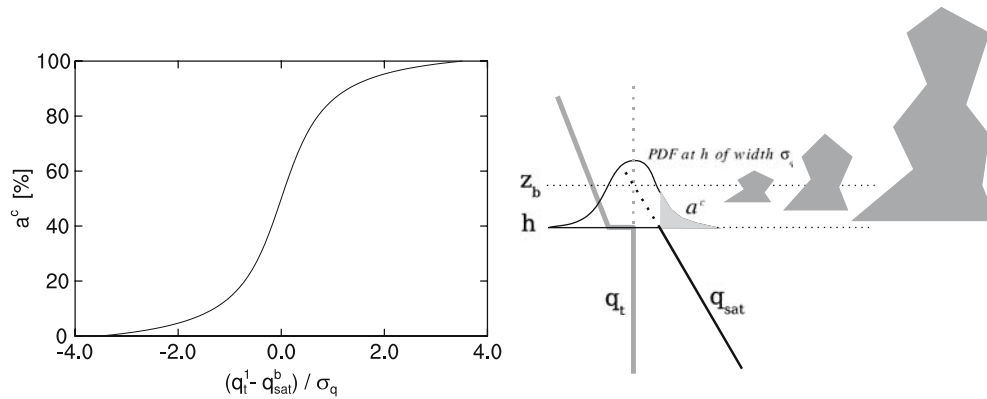 100
80
60
40
20
0
a^c [%]
-4.0 -2.0 0.0 2.0 4.0
(q_t^1 - q_sat^b) / σ_q
PDF at h of width σ_q
z_b
a^c
h
q_t
q_sat